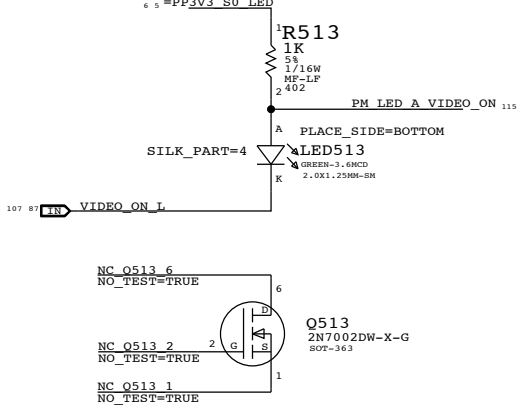 6 5 =PP3V3_S0_LED
1
R513
1K
5%
1/16W
MF-LF
402
2
PM_LED_A_VIDEO_ON 115
A
PLACE_SIDE=BOTTOM
SILK_PART=4
LED513
GREEN-3.6MCD
2.0X1.25MM-SM
K
107 87 IN VIDEO_ON_L
NC_Q513_6
NO_TEST=TRUE
6
D
Q513
2N7002DW-X-G
SOT-363
NC_Q513_2
NO_TEST=TRUE
2
G
S
1
NC_Q513_1
NO_TEST=TRUE